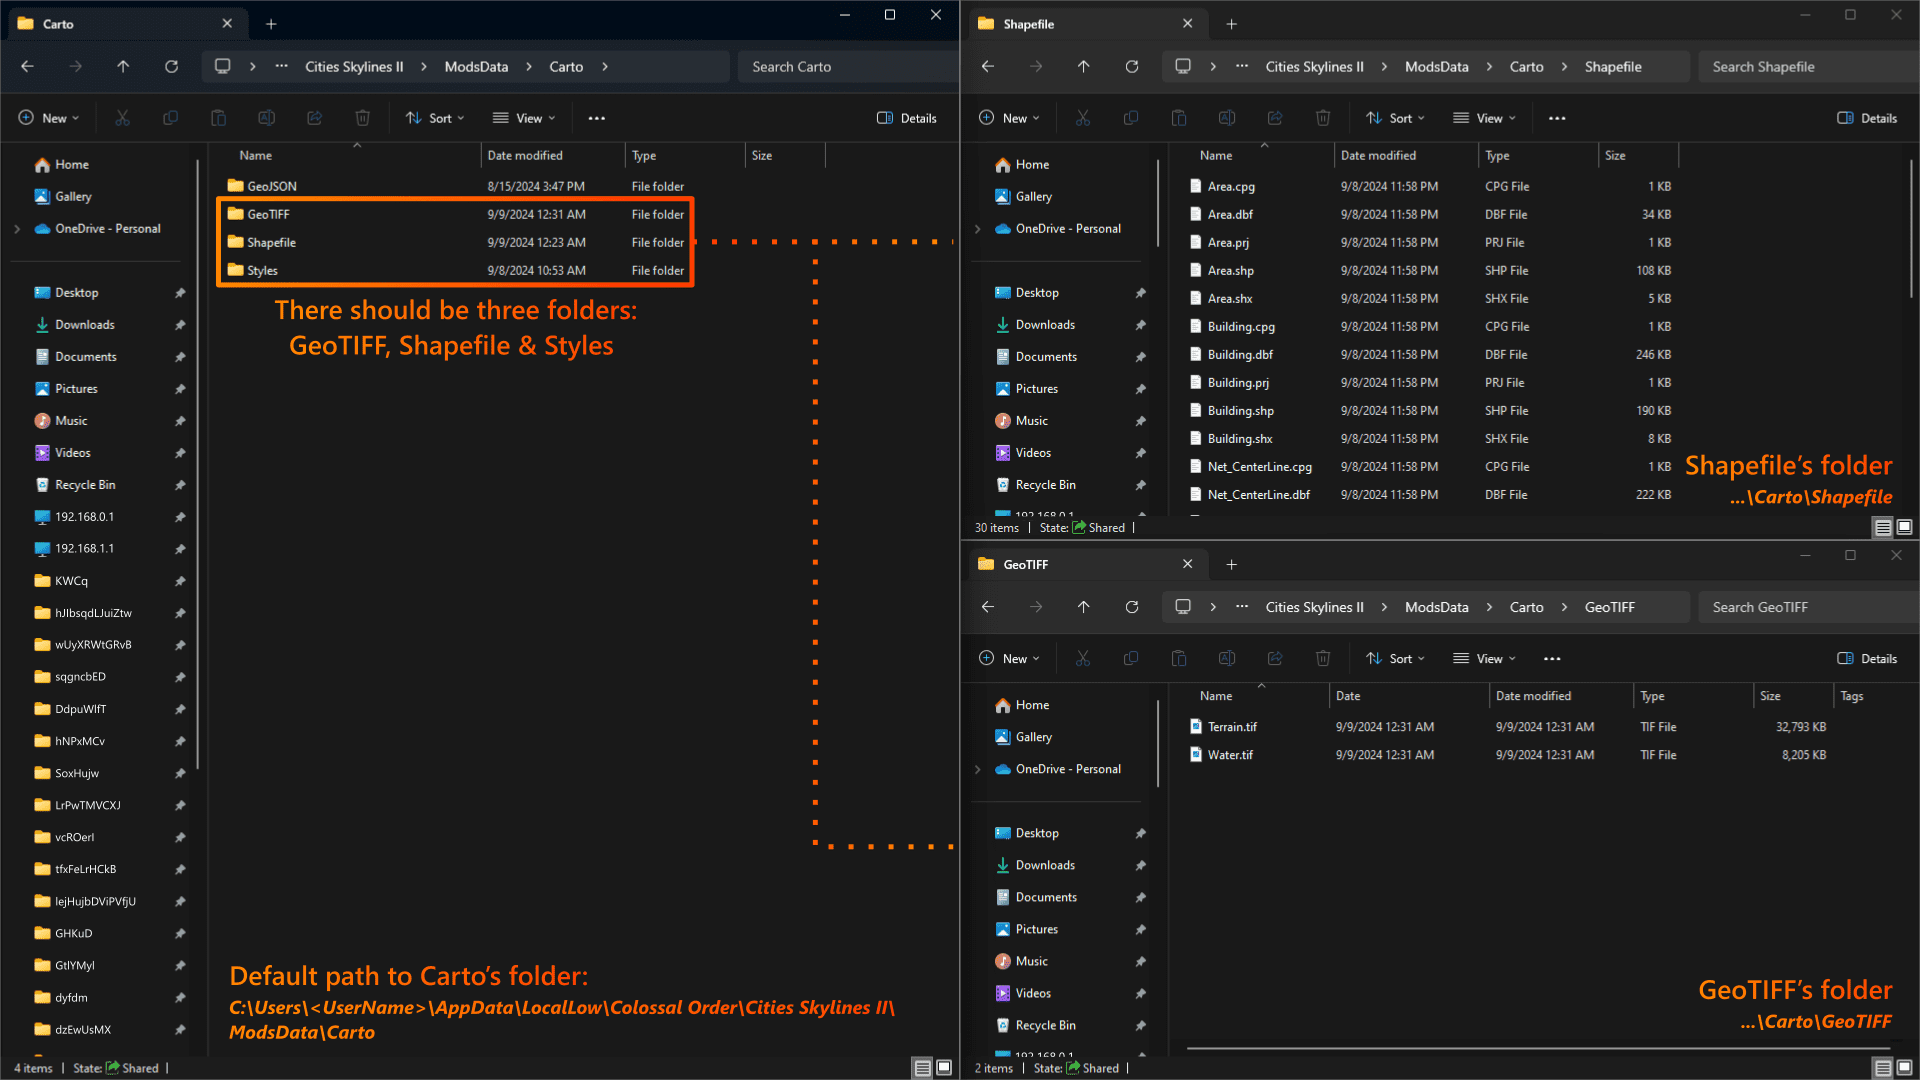 Carto
Cities Skylines II
ModsData
Carto
Search Carto
New
Sort
View
Details
Home
Gallery
OneDrive - Personal
Desktop
Downloads
Documents
Pictures
Music
Videos
Recycle Bin
192.168.0.1
192.168.1.1
KWCq
hJIbsqdLJuiZtw
wUyXRWtGRvB
sqgncbED
DdpuWlfT
hNPxMCv
SoxHujw
LrPwTMVCXJ
vcROerI
tfxFeLrHCkB
lejHujbDViPVfjU
GHKuD
GtlYMyl
dyfdm
dzEwUsMX
Name Date modified Type Size
GeoJSON 8/15/2024 3:47 PM File folder
GeoTIFF 9/9/2024 12:31 AM File folder
Shapefile 9/9/2024 12:23 AM File folder
Styles 9/8/2024 10:53 AM File folder
There should be three folders:
GeoTIFF, Shapefile & Styles
Default path to Carto's folder:
C:\Users\<UserName>\AppData\LocalLow\Colossal Order\Cities Skylines II\
ModsData\Carto
4 items State: Shared
Shapefile
Cities Skylines II
ModsData
Carto
Shapefile
Search Shapefile
New
Sort
View
Details
Home
Gallery
OneDrive - Personal
Desktop
Downloads
Documents
Pictures
Music
Videos
Recycle Bin
192.168.0.1
Name Date modified Type Size
Area.cpg 9/8/2024 11:58 PM CPG File 1 KB
Area.dbf 9/8/2024 11:58 PM DBF File 34 KB
Area.prj 9/8/2024 11:58 PM PRJ File 1 KB
Area.shp 9/8/2024 11:58 PM SHP File 108 KB
Area.shx 9/8/2024 11:58 PM SHX File 5 KB
Building.cpg 9/8/2024 11:58 PM CPG File 1 KB
Building.dbf 9/8/2024 11:58 PM DBF File 246 KB
Building.prj 9/8/2024 11:58 PM PRJ File 1 KB
Building.shp 9/8/2024 11:58 PM SHP File 190 KB
Building.shx 9/8/2024 11:58 PM SHX File 8 KB
Net_CenterLine.cpg 9/8/2024 11:58 PM CPG File 1 KB
Net_CenterLine.dbf 9/8/2024 11:58 PM DBF File 222 KB
Shapefile's folder
...\Carto\Shapefile
30 items State: Shared
GeoTIFF
Cities Skylines II
ModsData
Carto
GeoTIFF
Search GeoTIFF
New
Sort
View
Details
Home
Gallery
OneDrive - Personal
Desktop
Downloads
Documents
Pictures
Music
Videos
Recycle Bin
192.168.0.1
Name Date Date modified Type Size Tags
Terrain.tif 9/9/2024 12:31 AM 9/9/2024 12:31 AM TIF File 32,793 KB
Water.tif 9/9/2024 12:31 AM 9/9/2024 12:31 AM TIF File 8,205 KB
GeoTIFF's folder
...\Carto\GeoTIFF
2 items State: Shared